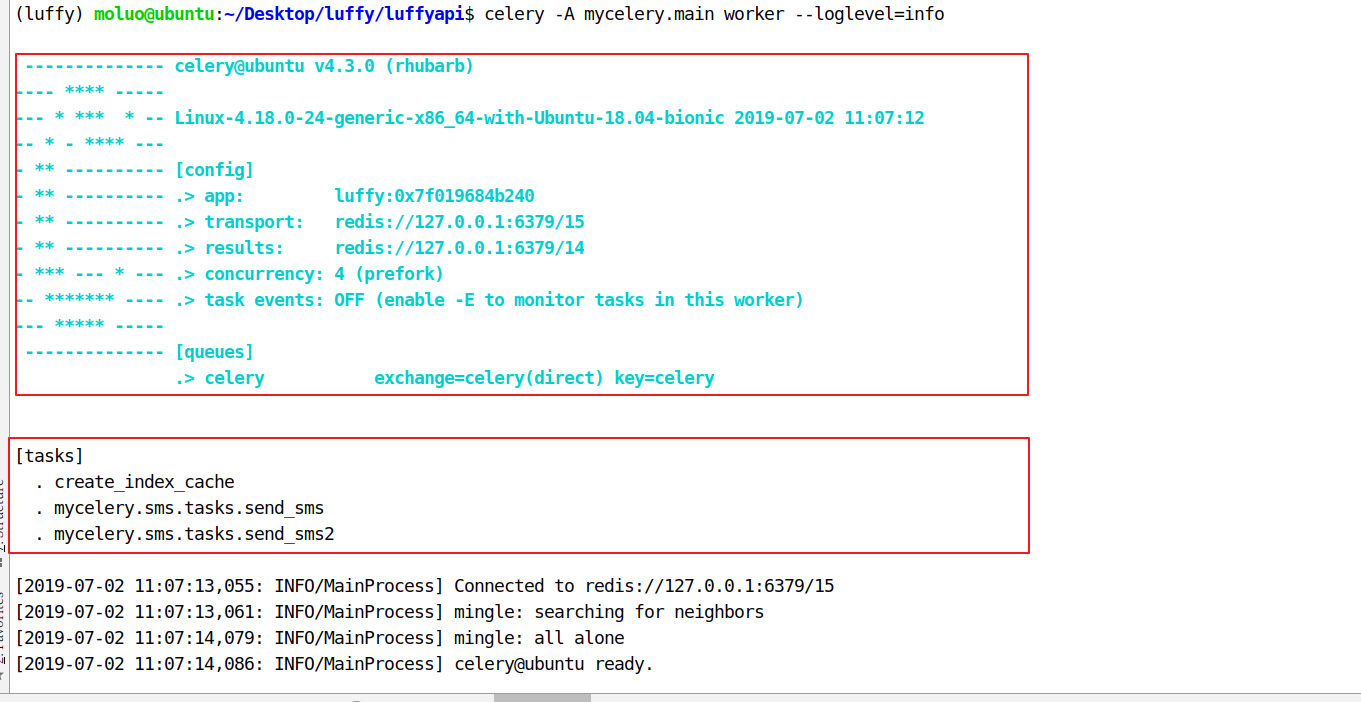 (luffy) moluo@ubuntu:~/Desktop/luffy/luffyapi$ celery -A mycelery.main worker --loglevel=info
 -------------- celery@ubuntu v4.3.0 (rhubarb)
---- **** -----
--- * ***  * -- Linux-4.18.0-24-generic-x86_64-with-Ubuntu-18.04-bionic 2019-07-02 11:07:12
-- * - **** ---
- ** ---------- [config]
- ** ---------- .> app:         luffy:0x7f019684b240
- ** ---------- .> transport:   redis://127.0.0.1:6379/15
- ** ---------- .> results:     redis://127.0.0.1:6379/14
- *** --- * --- .> concurrency: 4 (prefork)
-- ******* ---- .> task events: OFF (enable -E to monitor tasks in this worker)
--- ***** -----
 -------------- [queues]
                .> celery           exchange=celery(direct) key=celery
[tasks]
  . create_index_cache
  . mycelery.sms.tasks.send_sms
  . mycelery.sms.tasks.send_sms2
[2019-07-02 11:07:13,055: INFO/MainProcess] Connected to redis://127.0.0.1:6379/15
[2019-07-02 11:07:13,061: INFO/MainProcess] mingle: searching for neighbors
[2019-07-02 11:07:14,079: INFO/MainProcess] mingle: all alone
[2019-07-02 11:07:14,086: INFO/MainProcess] celery@ubuntu ready.